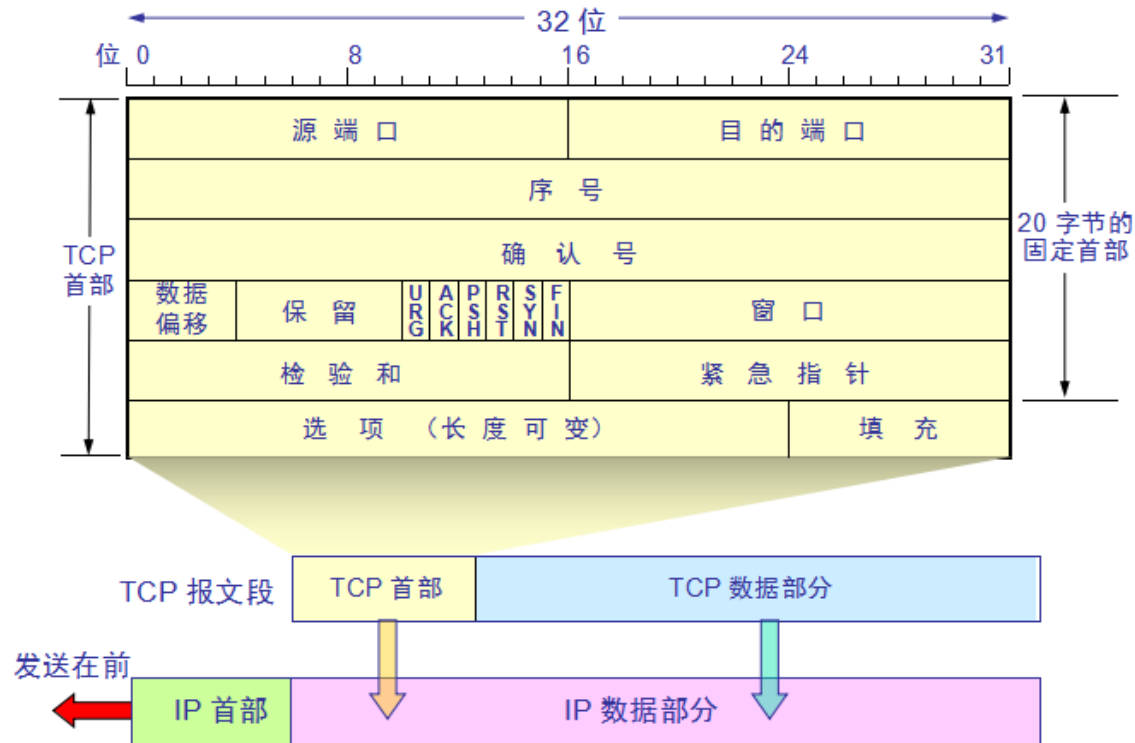 32 位
位 0 8 16 24 31
源 端 口 目 的 端 口
序 号
确 认 号
TCP
首部
20 字节的
固定首部
数据
偏移
保 留
URG
ACK
PSH
RST
SYN
FIN
窗 口
检 验 和 紧 急 指 针
选 项 （长 度 可 变） 填 充
TCP 报文段 TCP 首部 TCP 数据部分
发送在前
IP 首部 IP 数据部分